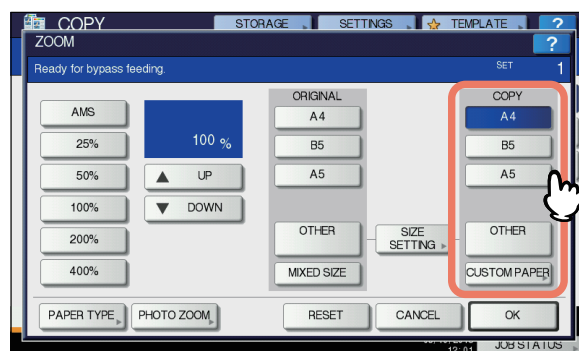 COPY STORAGE SETTINGS TEMPLATE ?
ZOOM ?
Ready for bypass feeding. SET 1
ORIGINAL COPY
AMS A4 A4
25% 100 % B5 B5
50% UP A5 A5
100% DOWN
200% OTHER SIZE SETTING OTHER
400% MIXED SIZE CUSTOM PAPER
PAPER TYPE PHOTO ZOOM RESET CANCEL OK
JOB STATUS